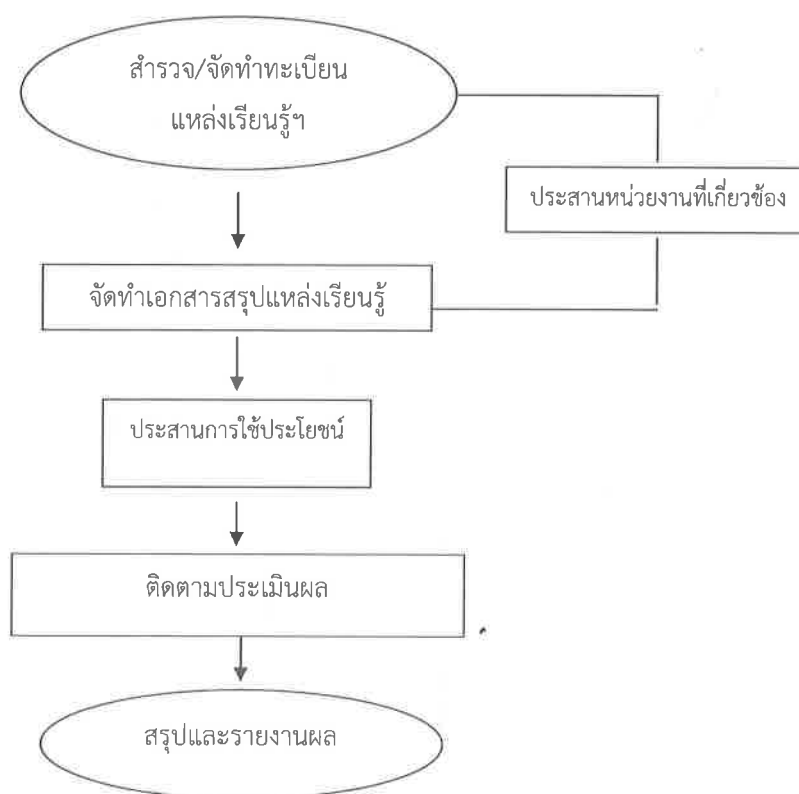 สำรวจ/จัดทำทะเบียน
แหล่งเรียนรู้ฯ
ประสานหน่วยงานที่เกี่ยวข้อง
จัดทำเอกสารสรุปแหล่งเรียนรู้
ประสานการใช้ประโยชน์
ติดตามประเมินผล
สรุปและรายงานผล